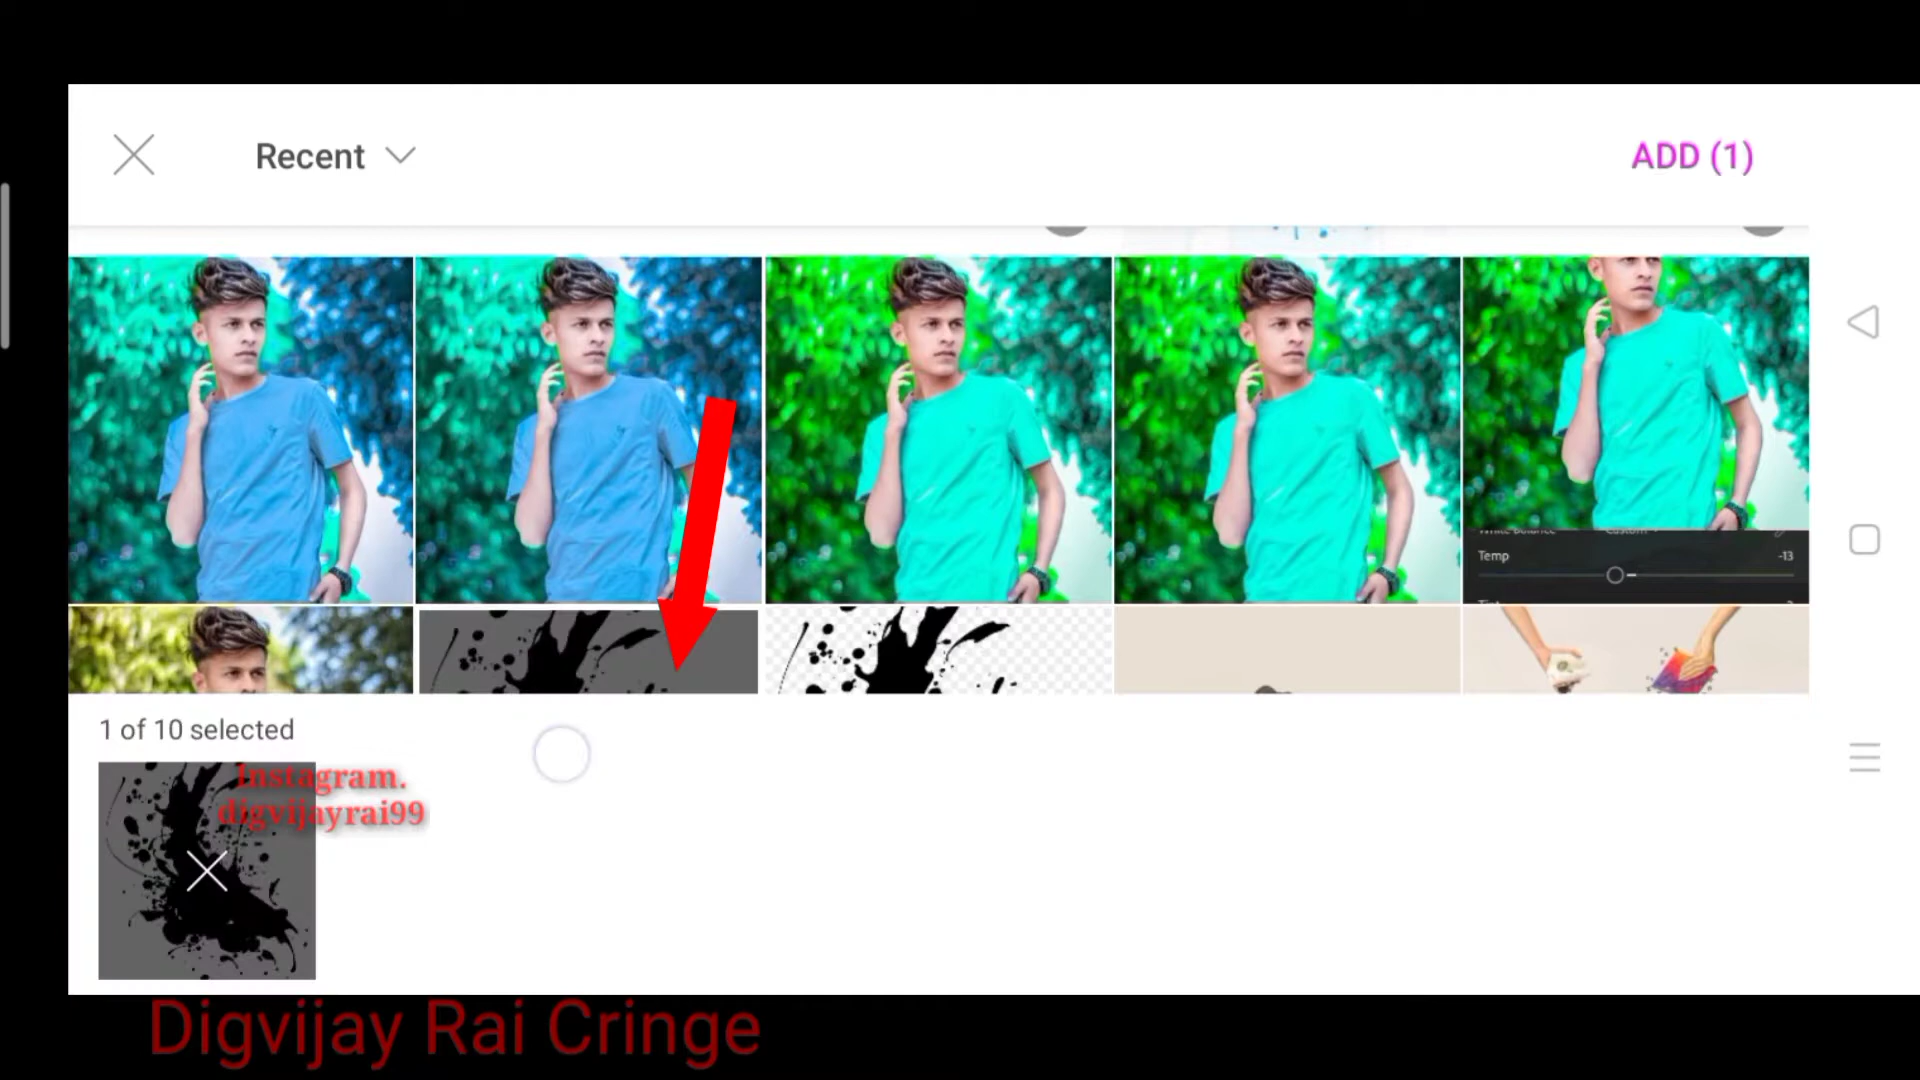 Recent
ADD (1)
Temp
-13
1 of 10 selected
Instagram.
digvijayrai99
Digvijay Rai Cringe